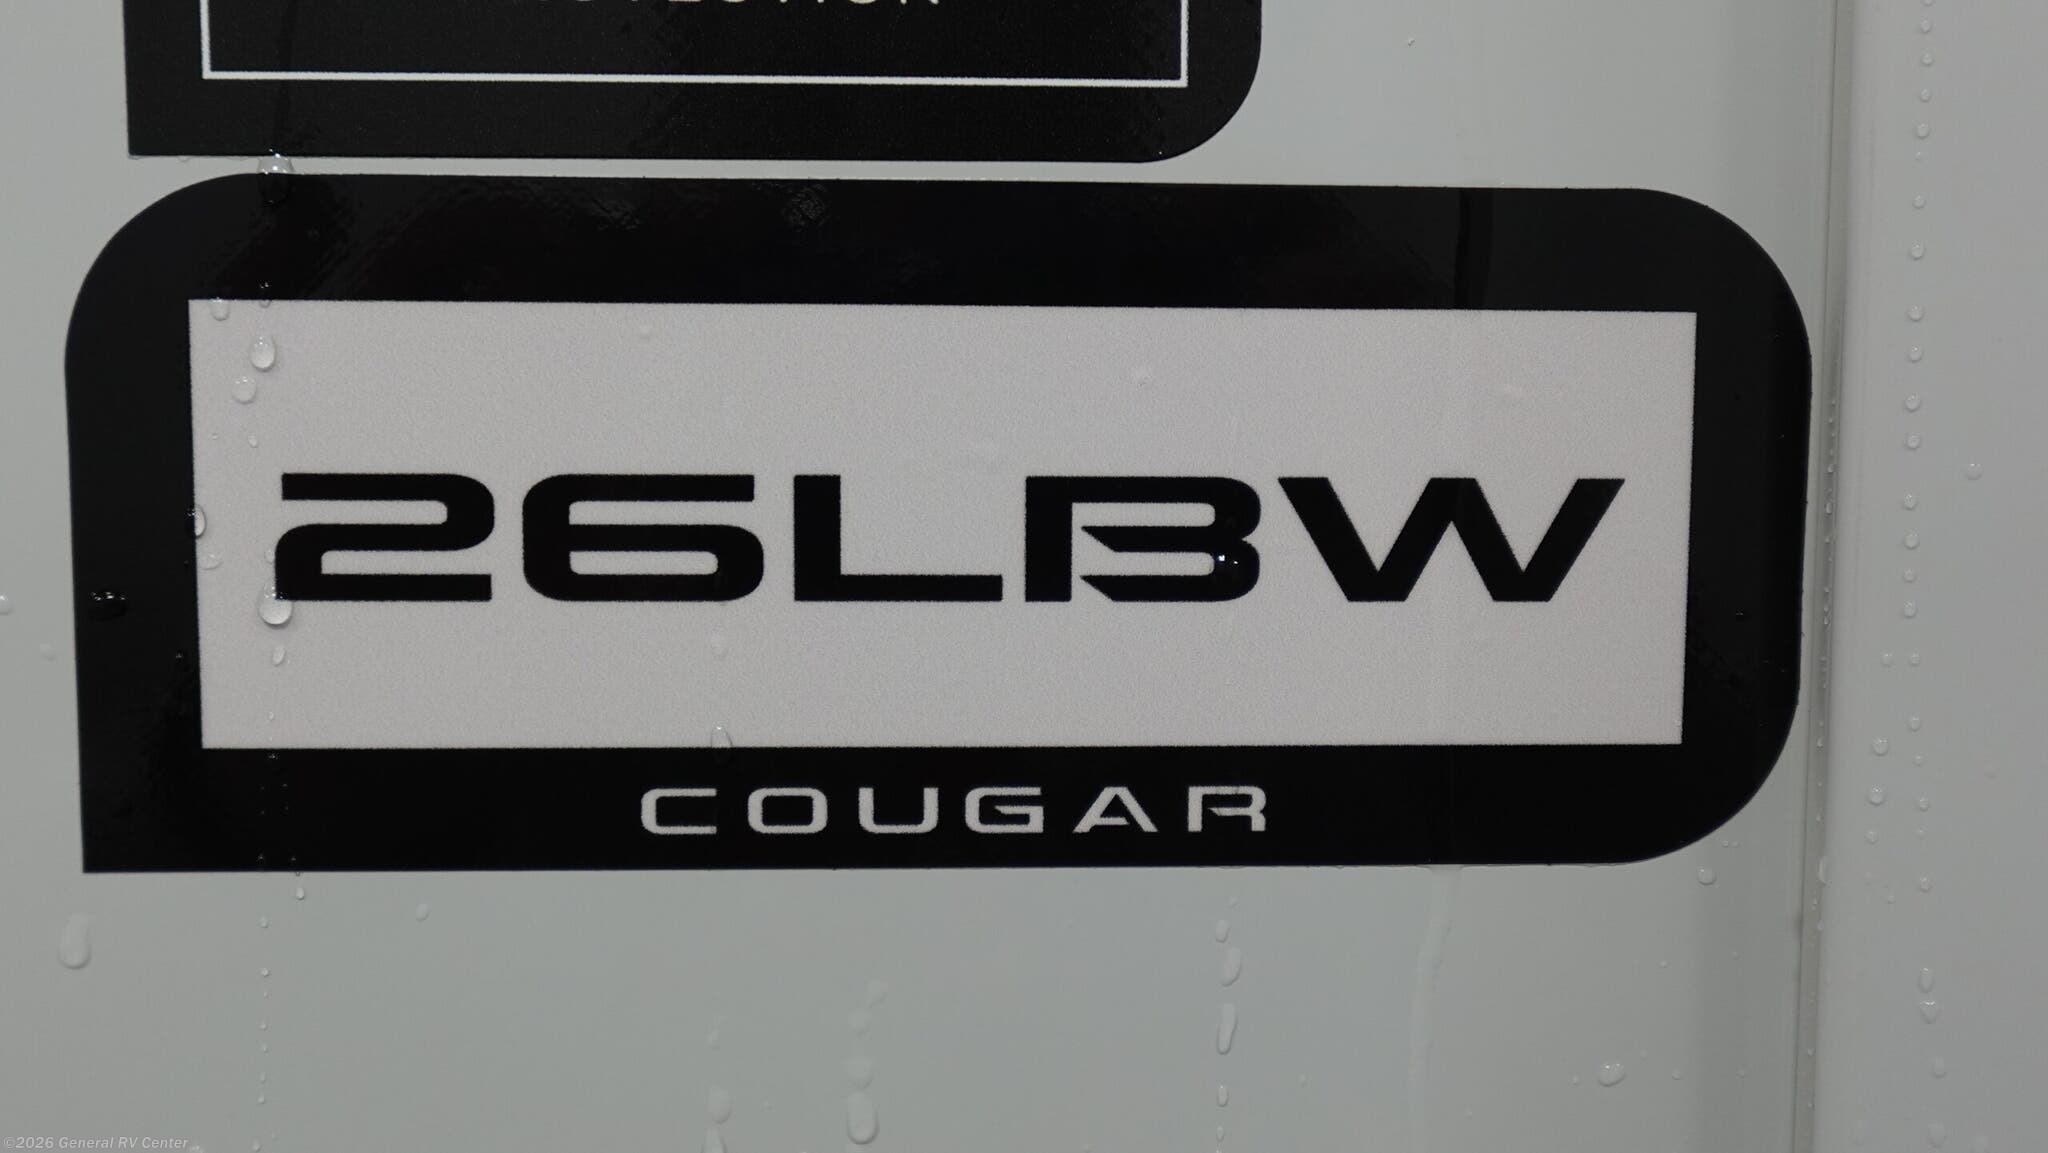 26LBW
COUGAR
©2026 General RV Center